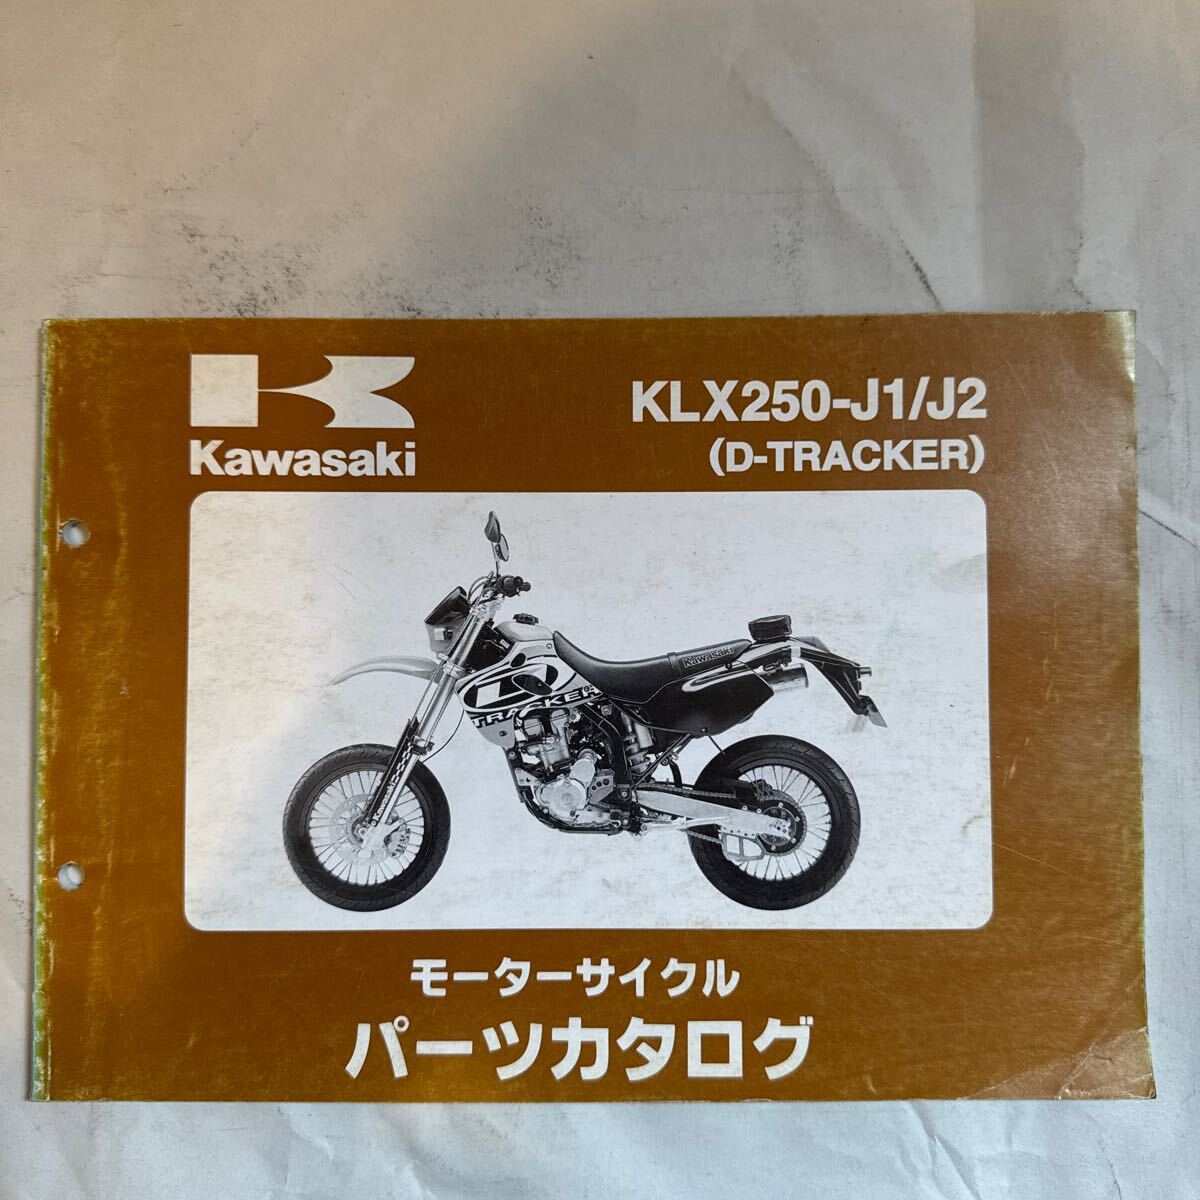 Kawasaki
KLX250-J1/J2
(D-TRACKER)
Kawasaki
D
TRACKER
モーターサイクル
パーツカタログ